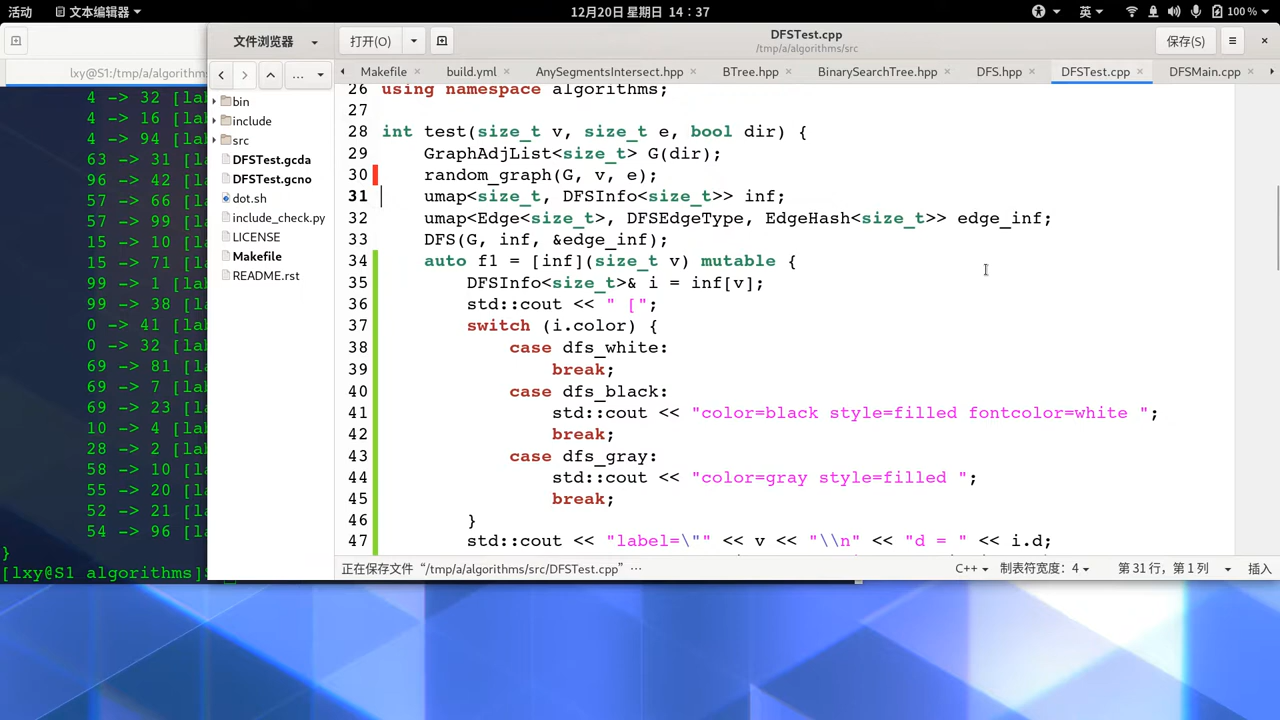 活动 文本编辑器 12月20日 星期日 14：37 英 100 %
文件浏览器 打开(O) DFSTest.cpp
/tmp/a/algorithms/src 保存(S)
lxy@S1:/tmp/a/algorithms
... Makefile build.yml AnySegmentsIntersect.hpp BTree.hpp BinarySearchTree.hpp DFS.hpp DFSTest.cpp DFSMain.cpp
4 -> 32 [la
4 -> 16 [la
4 -> 94 [la
63 -> 31 [la
96 -> 42 [la
57 -> 66 [la
57 -> 99 [la
15 -> 10 [la
15 -> 71 [la
99 -> 1 [la
99 -> 38 [la
0 -> 41 [la
0 -> 32 [la
69 -> 81 [la
69 -> 7 [la
69 -> 23 [la
10 -> 4 [la
28 -> 2 [la
58 -> 10 [la
55 -> 20 [la
52 -> 21 [la
54 -> 96 [la
}
[lxy@S1 algorithms]$
bin
include
src
DFSTest.gcda
DFSTest.gcno
dot.sh
include_check.py
LICENSE
Makefile
README.rst
26 using namespace algorithms;
27
28 int test(size_t v, size_t e, bool dir) {
29 GraphAdjList<size_t> G(dir);
30 random_graph(G, v, e);
31 umap<size_t, DFSInfo<size_t>> inf;
32 umap<Edge<size_t>, DFSEdgeType, EdgeHash<size_t>> edge_inf;
33 DFS(G, inf, &edge_inf);
34 auto f1 = [inf](size_t v) mutable {
35 DFSInfo<size_t>& i = inf[v];
36 std::cout << " [";
37 switch (i.color) {
38 case dfs_white:
39 break;
40 case dfs_black:
41 std::cout << "color=black style=filled fontcolor=white ";
42 break;
43 case dfs_gray:
44 std::cout << "color=gray style=filled ";
45 break;
46 }
47 std::cout << "label=\"" << v << "\\n" << "d = " << i.d;
正在保存文件 “/tmp/a/algorithms/src/DFSTest.cpp” ··· C++ 制表符宽度：4 第 31 行，第 1 列 插入